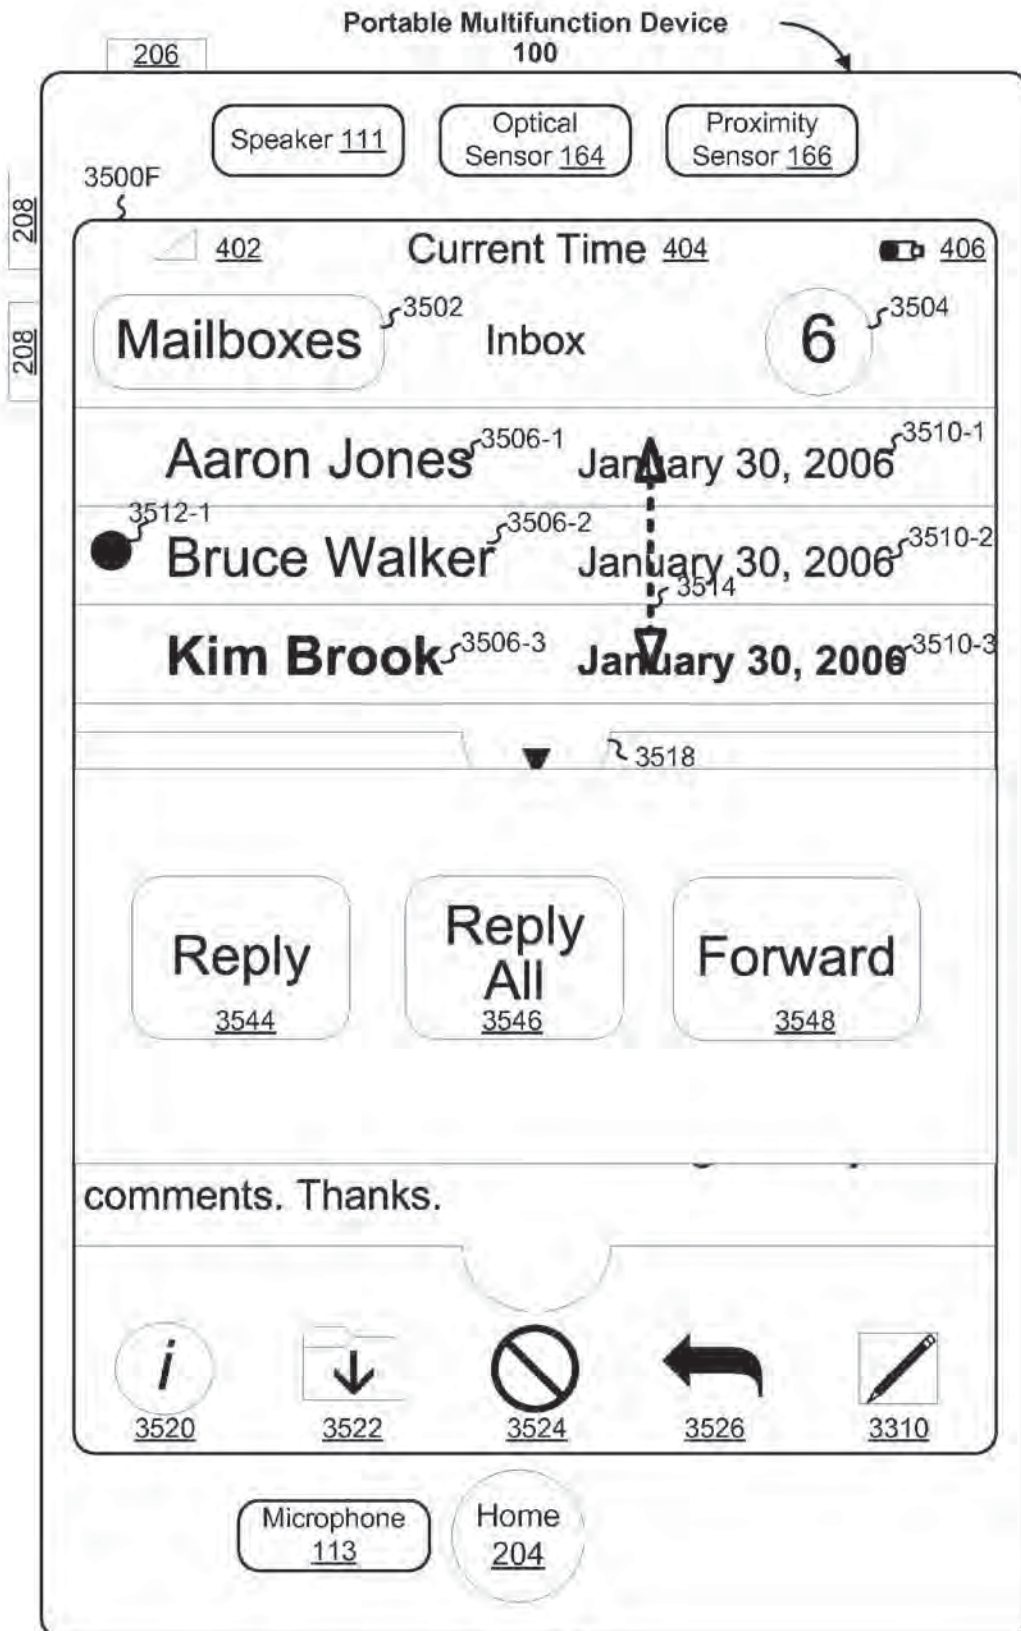 Portable Multifunction Device
100
206
Speaker 111
Optical
Sensor 164
Proximity
Sensor 166
3500F
208
208
402
Current Time 404
406
Mailboxes
3502
Inbox
6
3504
Aaron Jones
3506-1
January 30, 2006
3510-1
3512-1
Bruce Walker
3506-2
January 30, 2006
3510-2
3514
Kim Brook
3506-3
January 30, 2006
3510-3
3518
Reply
3544
Reply
All
3546
Forward
3548
comments. Thanks.
i
3520
3522
3524
3526
3310
Microphone
113
Home
204